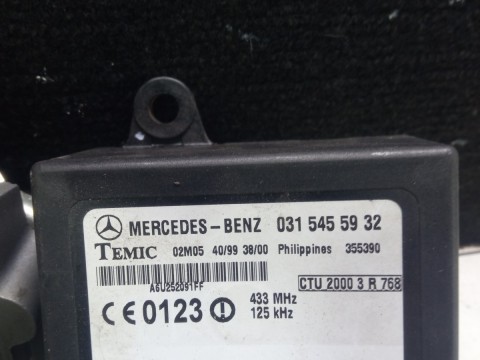 MERCEDES-BENZ 031 545 59 32
TEMIC 02M05 40/99 38/00 Philippines 355390
A6U252091FF
CTU 2000 3 R 768
CE 0123 433 MHz
125 kHz